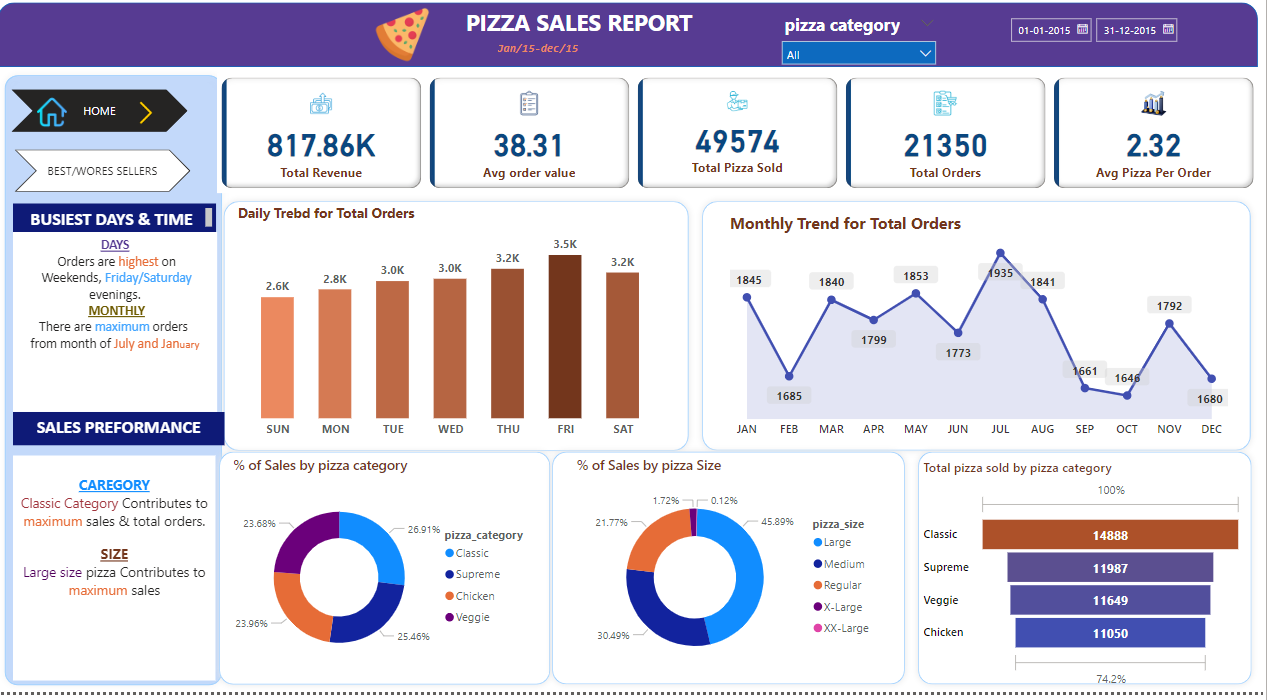 PIZZA SALES REPORT
Jan/15-dec/15
pizza category
All
01-01-2015
31-12-2015
HOME
BEST/WORES SELLERS
817.86K
Total Revenue
38.31
Avg order value
49574
Total Pizza Sold
21350
Total Orders
2.32
Avg Pizza Per Order
BUSIEST DAYS & TIME
DAYS
Orders are highest on
Weekends, Friday/Saturday
evenings.
MONTHLY
There are maximum orders
from month of July and January
SALES PREFORMANCE
CAREGORY
Classic Category Contributes to
maximum sales & total orders.
SIZE
Large size pizza Contributes to
maximum sales
Daily Trebd for Total Orders
2.6K
2.8K
3.0K
3.0K
3.2K
3.5K
3.2K
SUN MON TUE WED THU FRI SAT
Monthly Trend for Total Orders
1845
1685
1840
1799
1853
1773
1935
1841
1661
1646
1792
1680
JAN FEB MAR APR MAY JUN JUL AUG SEP OCT NOV DEC
% of Sales by pizza category
23.68%
26.91%
23.96%
25.46%
pizza_category
Classic
Supreme
Chicken
Veggie
% of Sales by pizza Size
1.72%
0.12%
21.77%
45.89%
30.49%
pizza_size
Large
Medium
Regular
X-Large
XX-Large
Total pizza sold by pizza category
100%
Classic 14888
Supreme 11987
Veggie 11649
Chicken 11050
74.2%